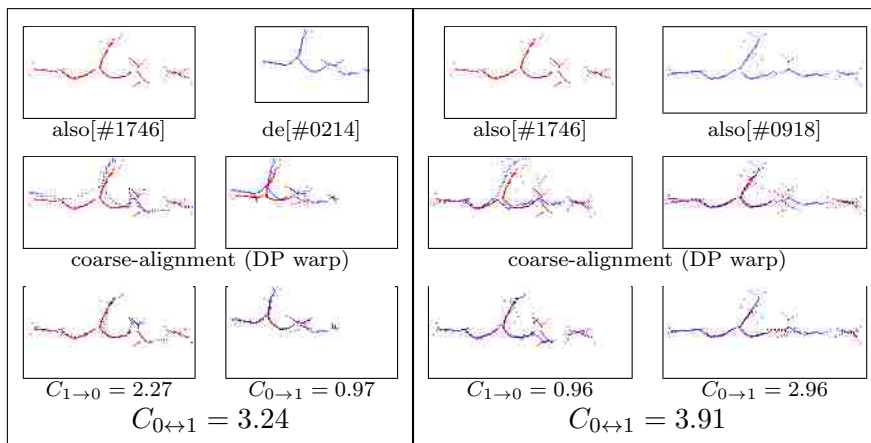 also[#1746] de[#0214]
coarse-alignment (DP warp)
C1→0 = 2.27 C0→1 = 0.97
C0↔1 = 3.24
also[#1746] also[#0918]
coarse-alignment (DP warp)
C1→0 = 0.96 C0→1 = 2.96
C0↔1 = 3.91